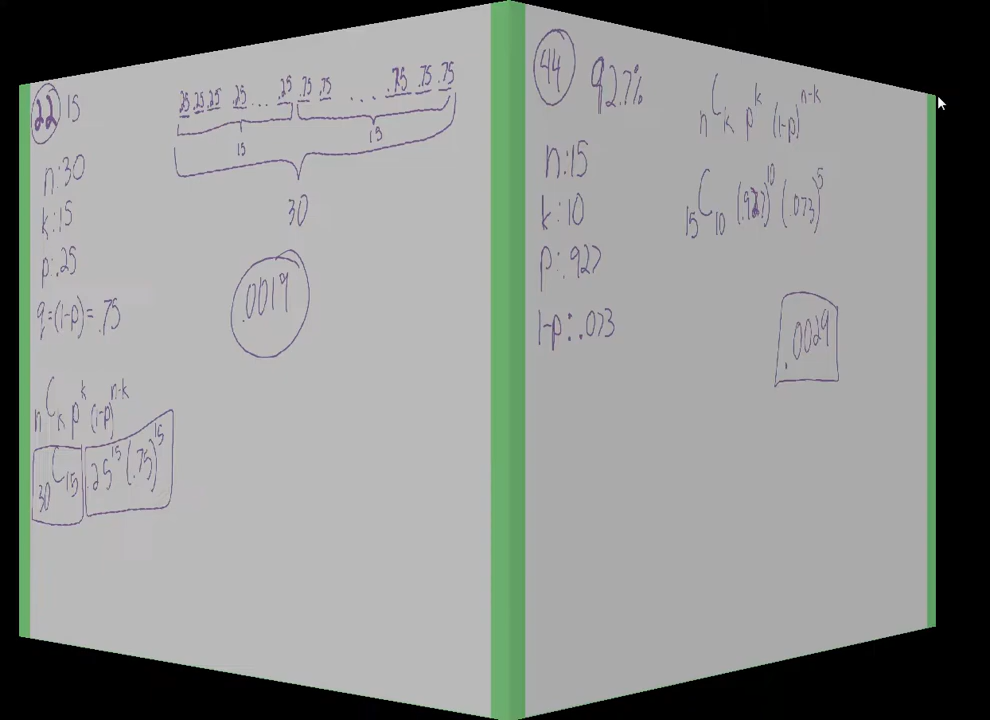 22 15
.25 .25 .25 .25 ... .25 .75 .75 ... .75 .75 .75
15 15
30
n:30
k:15
p:.25
q=(1-p)=.75
.0019
nCk p^k (1-p)^n-k
30C15 .25^15 (.75)^15
44 92.7%
nCk p^k (1-p)^n-k
n:15
k:10
p:.927
1-p:.073
15C10 (.927)^10 (.073)^5
.0029